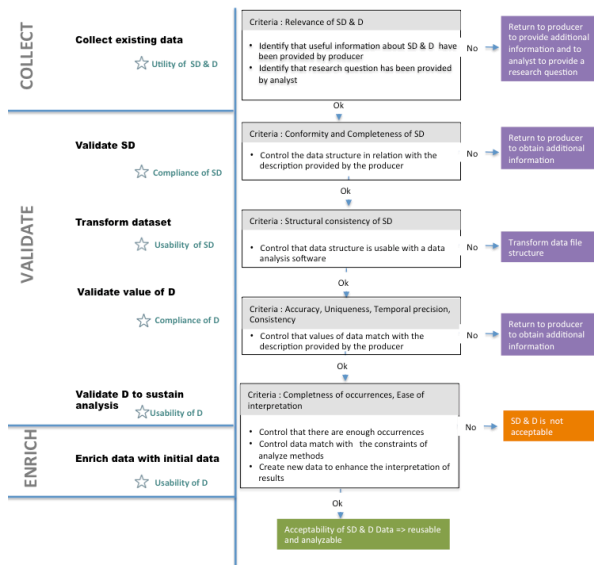 COLLECT
Collect existing data
Utility of SD & D
Criteria : Relevance of SD & D
• Identify that useful information about SD & D have
been provided by producer
• Identify that research question has been provided
by analyst
No
Return to producer
to provide additional
information and to
analyst to provide a
research question
Ok
VALIDATE
Validate SD
Compliance of SD
Criteria : Conformity and Completeness of SD
• Control the data structure in relation with the
description provided by the producer
No
Return to producer
to obtain additional
information
Ok
Transform dataset
Usability of SD
Criteria : Structural consistency of SD
• Control that data structure is usable with a data
analysis software
No
Transform data file
structure
Ok
Validate value of D
Compliance of D
Criteria : Accuracy, Uniqueness, Temporal precision,
Consistency
• Control that values of data match with the
description provided by the producer
No
Return to producer
to obtain additional
information
Ok
Validate D to sustain
analysis
Usability of D
Criteria : Completness of occurrences, Ease of
interpretation
• Control that there are enough occurrences
• Control data match with the constraints of
analyze methods
• Create new data to enhance the interpretation of
results
No
SD & D is not
acceptable
ENRICH
Enrich data with initial data
Usability of D
Ok
Acceptability of SD & D Data => reusable
and analyzable